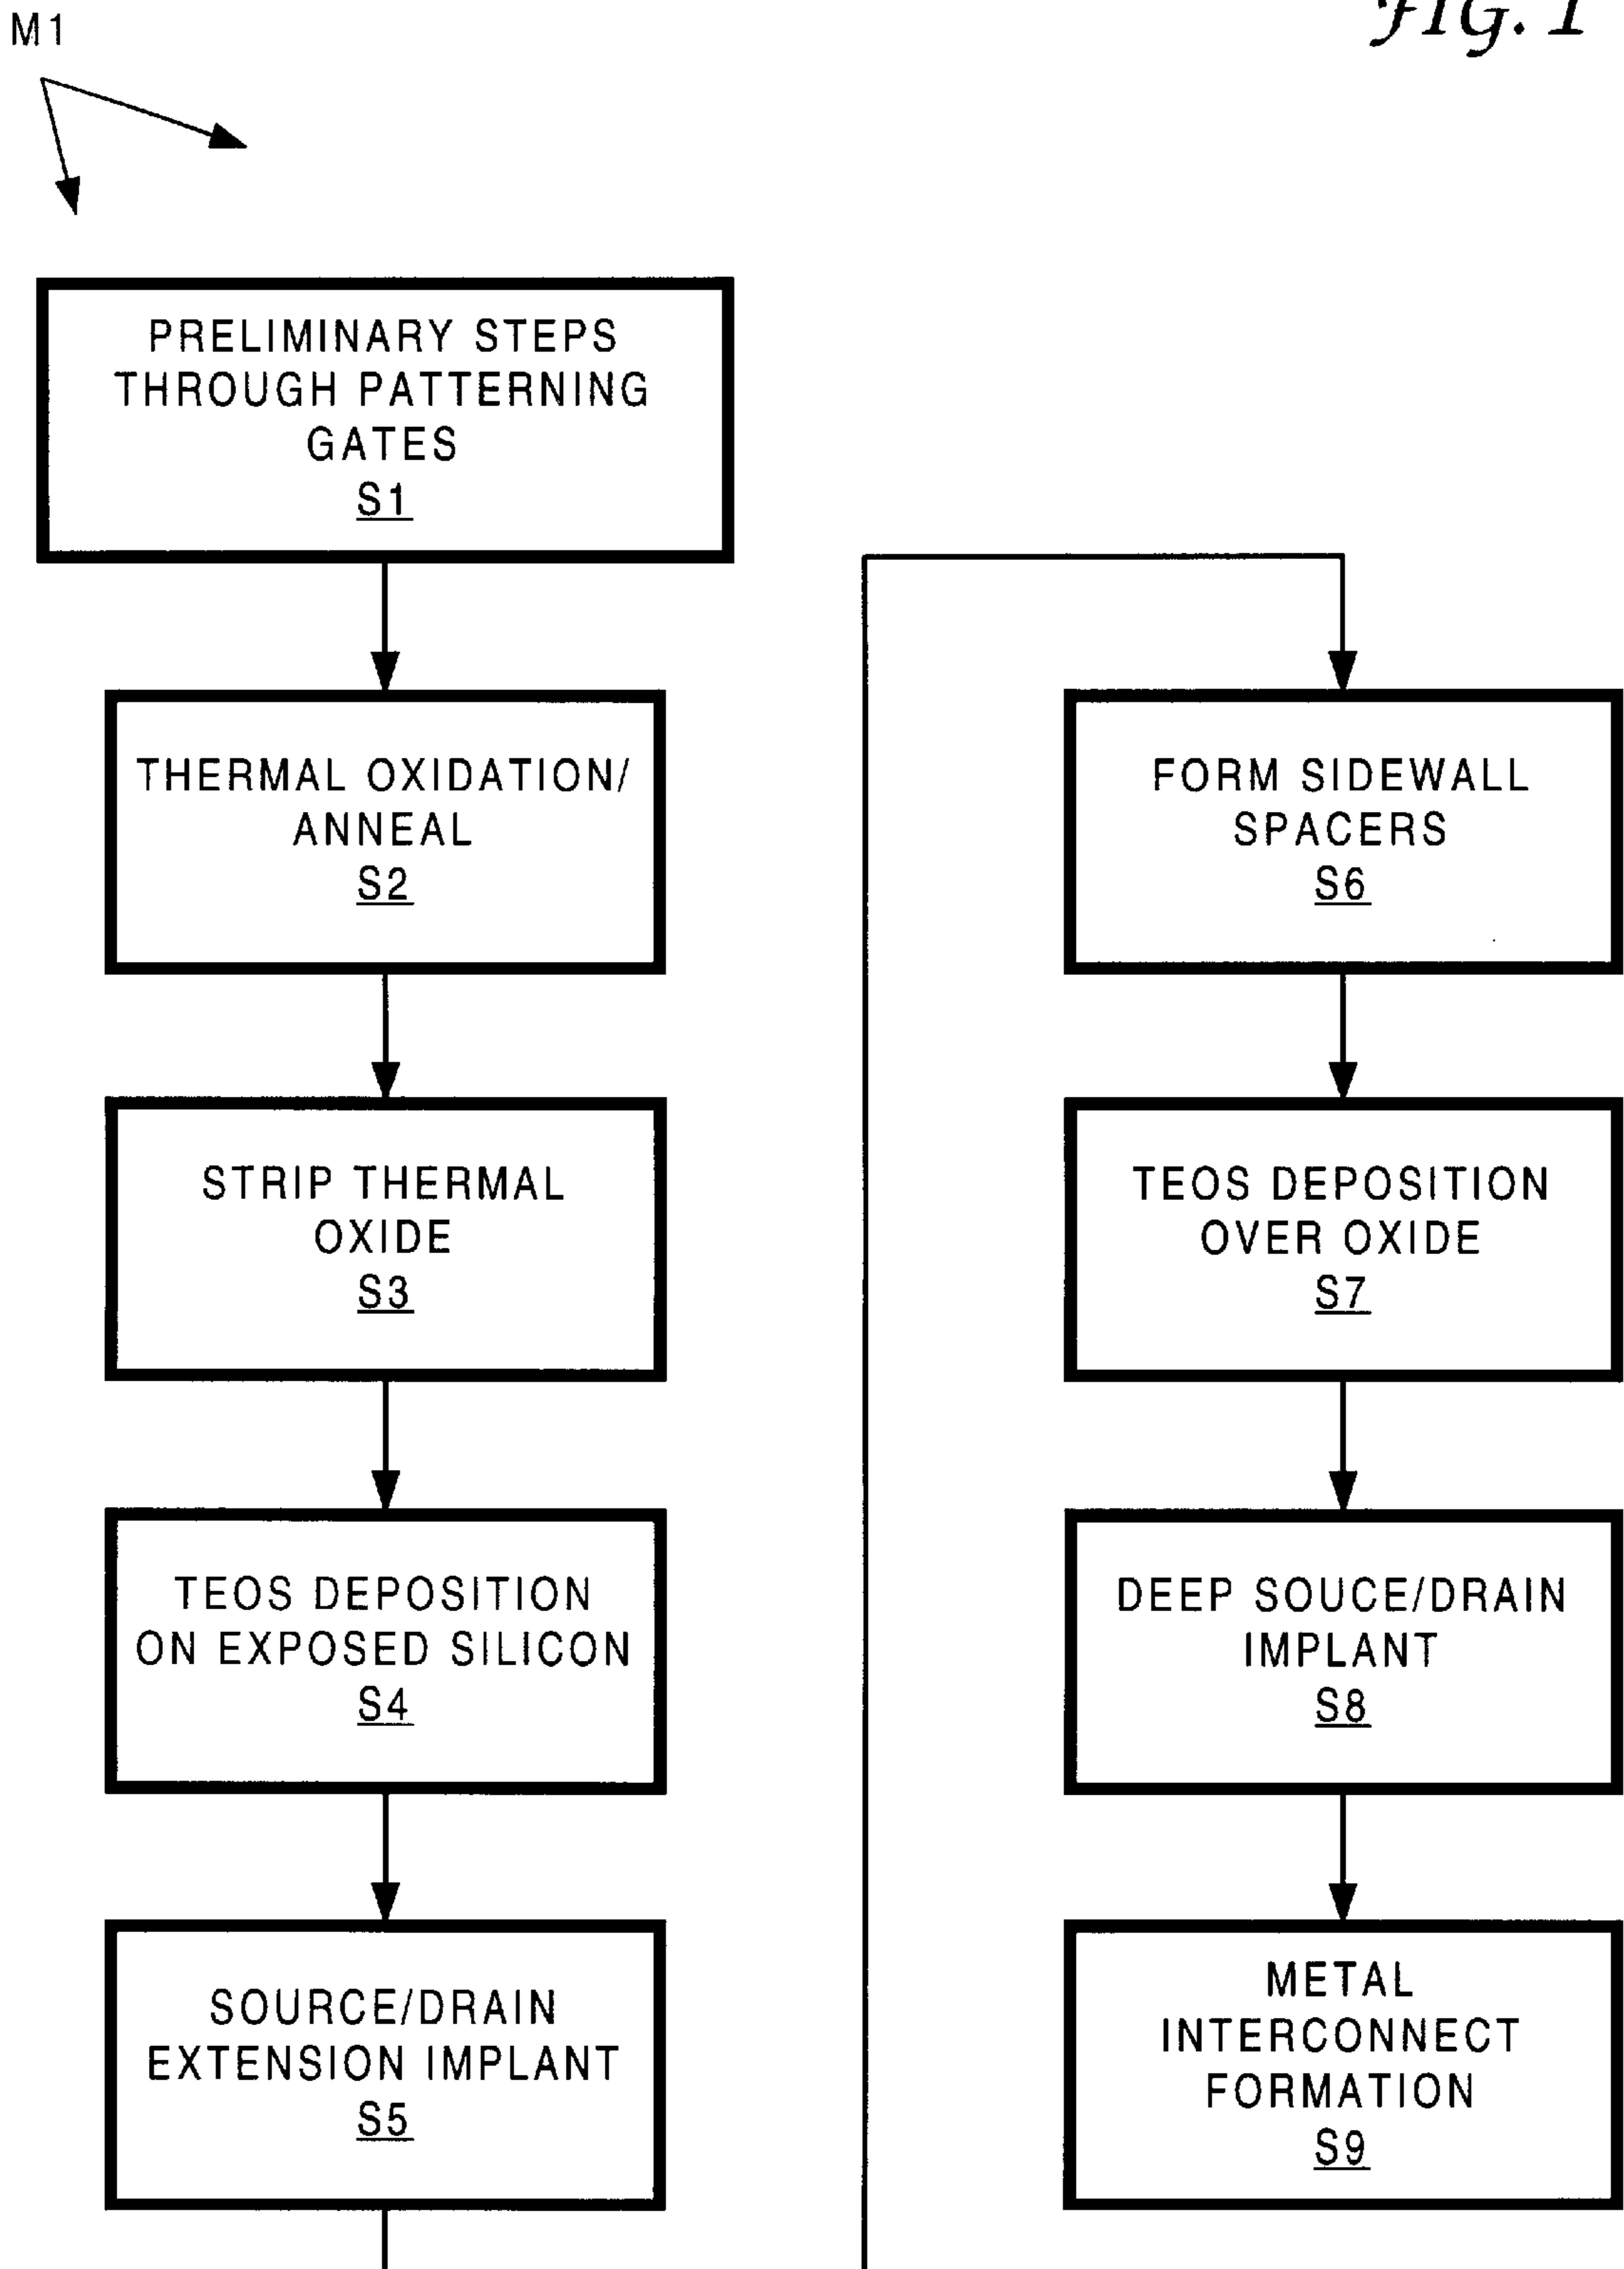 M1
FIG. 1
PRELIMINARY STEPS
THROUGH PATTERNING
GATES
S1
THERMAL OXIDATION/
ANNEAL
S2
STRIP THERMAL
OXIDE
S3
TEOS DEPOSITION
ON EXPOSED SILICON
S4
SOURCE/DRAIN
EXTENSION IMPLANT
S5
FORM SIDEWALL
SPACERS
S6
TEOS DEPOSITION
OVER OXIDE
S7
DEEP SOUCE/DRAIN
IMPLANT
S8
METAL
INTERCONNECT
FORMATION
S9